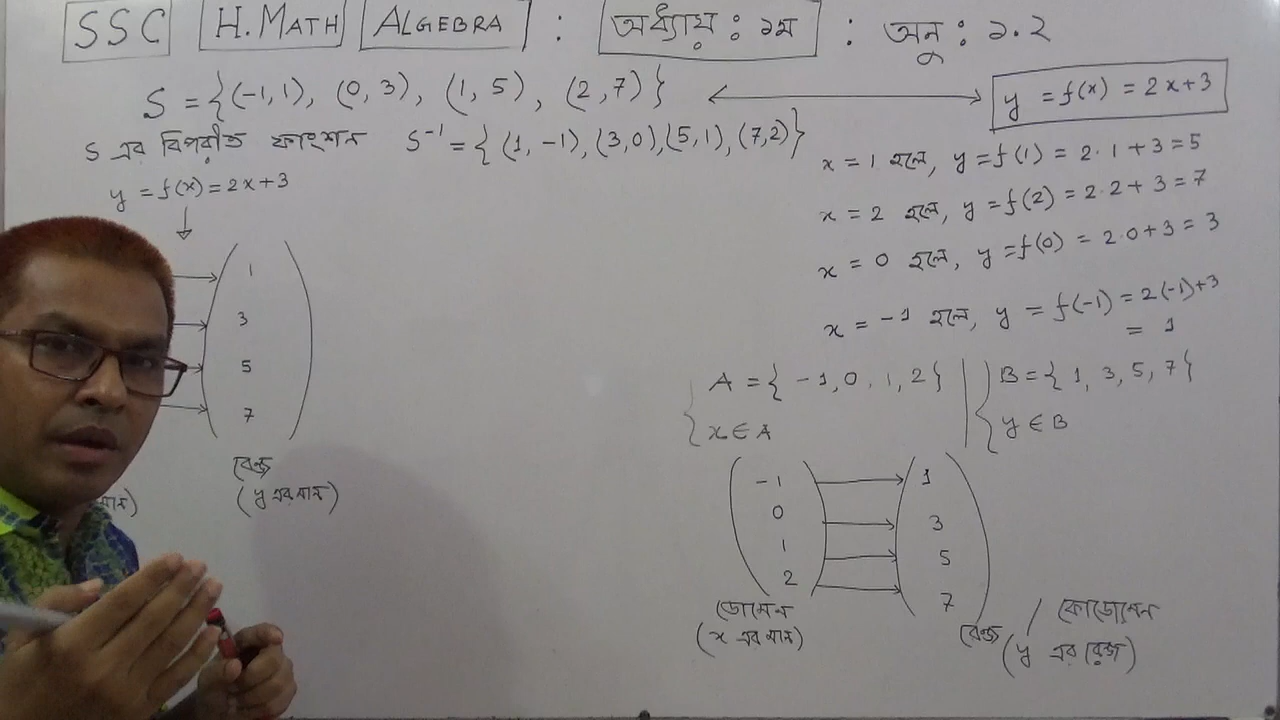 SSC H. MATH ALGEBRA : অধ্যায় : ১ম : অনু : ১.২
S = {(-1, 1), (0, 3), (1, 5), (2, 7)} ⟷ y = f(x) = 2x+3
S এর বিপরীত ফাংশন S⁻¹ = {(1, -1), (3, 0), (5, 1), (7, 2)}
y = f(x) = 2x+3
1
3
5
7
রেন্জ
(y এর মান)
মান)
x = 1 হলে, y = f(1) = 2·1 + 3 = 5
x = 2 হলে, y = f(2) = 2·2 + 3 = 7
x = 0 হলে, y = f(0) = 2·0 + 3 = 3
x = -1 হলে, y = f(-1) = 2(-1)+3
= 1
A = {-1, 0, 1, 2} | B = {1, 3, 5, 7}
x ∈ A | y ∈ B
-1 → 1
0 → 3
1 → 5
2 → 7
ডোমেন রেন্জ / কোডোমেন
(x এর মান) (y এর রেন্জ)